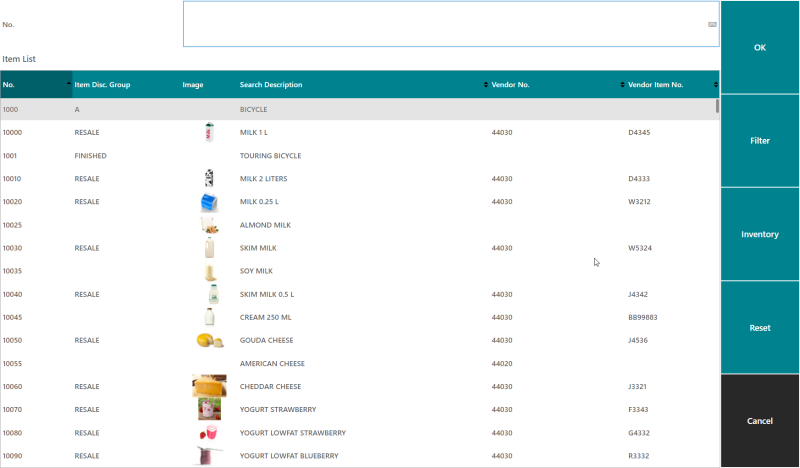 No.
OK
Item List
No. Item Disc. Group Image Search Description Vendor No. Vendor Item No.
1000 A BICYCLE
Filter
10000 RESALE MILK 1 L 44030 D4345
1001 FINISHED TOURING BICYCLE
10010 RESALE MILK 2 LITERS 44030 D4333
10020 RESALE MILK 0.25 L 44030 W3212
10025 ALMOND MILK
Inventory
10030 RESALE SKIM MILK 44030 W5324
10035 SOY MILK
10040 RESALE SKIM MILK 0.5 L 44030 J4342
10045 CREAM 250 ML 44030 BB99883
Reset
10050 RESALE GOUDA CHEESE 44030 J4536
10055 AMERICAN CHEESE 44020
10060 RESALE CHEDDAR CHEESE 44030 J3321
10070 RESALE YOGURT STRAWBERRY 44030 F3343
Cancel
10080 RESALE YOGURT LOWFAT STRAWBERRY 44030 G4332
10090 RESALE YOGURT LOWFAT BLUEBERRY 44030 R3332